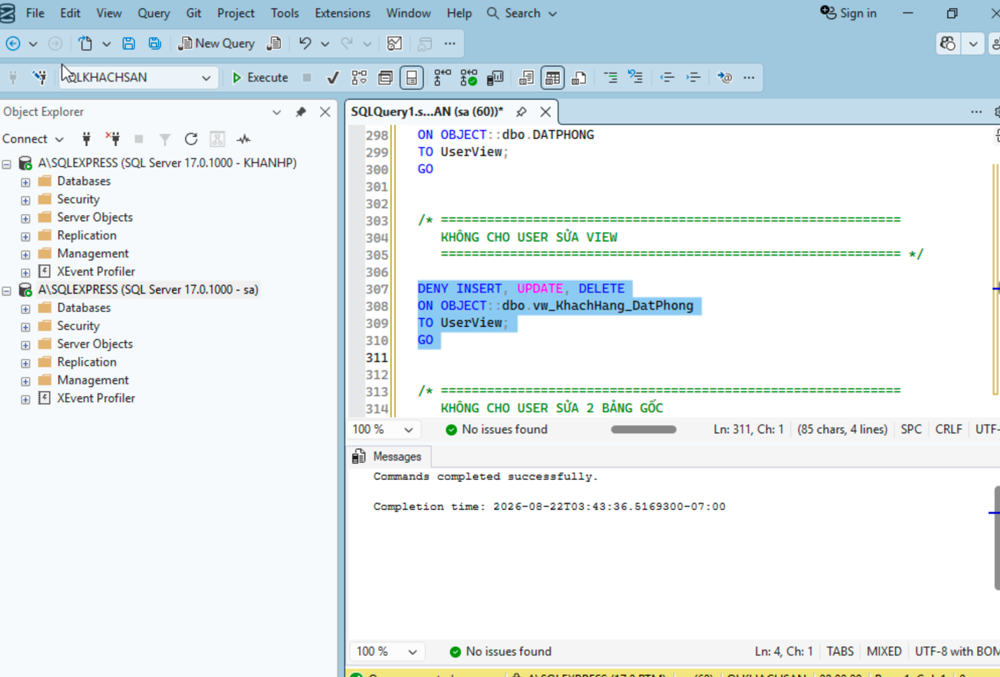 File Edit View Query Git Project Tools Extensions Window Help Search Sign in
New Query
QLKHACHSAN Execute
Object Explorer
Connect
A\SQLEXPRESS (SQL Server 17.0.1000 - KHANHP)
Databases
Security
Server Objects
Replication
Management
XEvent Profiler
A\SQLEXPRESS (SQL Server 17.0.1000 - sa)
Databases
Security
Server Objects
Replication
Management
XEvent Profiler
SQLQuery1.s...AN (sa (60))*
298 ON OBJECT::dbo.DATPHONG
299 TO UserView;
300 GO
301
302
303 /* ============================================================
304 KHÔNG CHO USER SỬA VIEW
305 ============================================================ */
306
307 DENY INSERT, UPDATE, DELETE
308 ON OBJECT::dbo.vw_KhachHang_DatPhong
309 TO UserView;
310 GO
311
312
313 /* ============================================================
314 KHÔNG CHO USER SỬA 2 BẢNG GỐC
100 % No issues found Ln: 311, Ch: 1 (85 chars, 4 lines) SPC CRLF UTF-
Messages
Commands completed successfully.
Completion time: 2026-08-22T03:43:36.5169300-07:00
100 % No issues found Ln: 4, Ch: 1 TABS MIXED UTF-8 with BOM